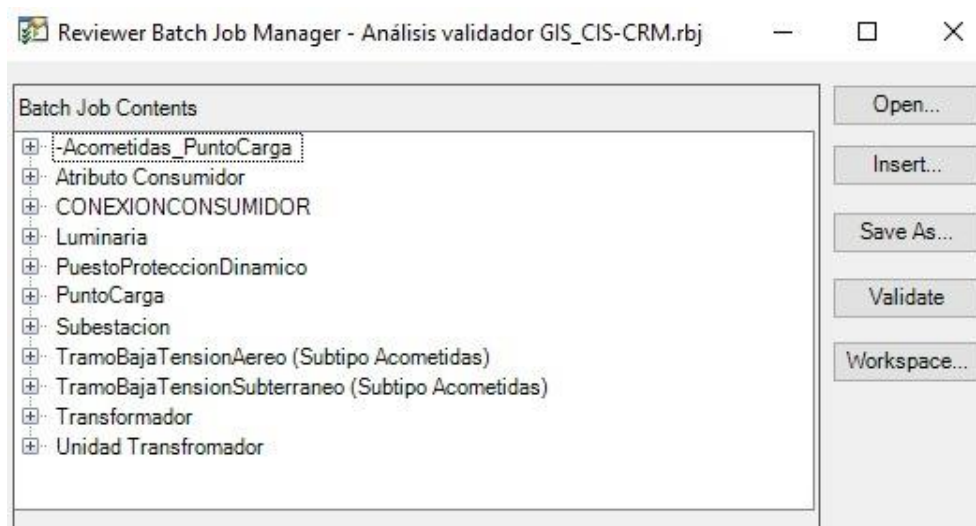 Reviewer Batch Job Manager - Análisis validador GIS_CIS-CRM.rbj
Batch Job Contents
-Acometidas_PuntoCarga
Atributo Consumidor
CONEXIONCONSUMIDOR
Luminaria
PuestoProteccionDinamico
PuntoCarga
Subestacion
TramoBajaTensionAereo (Subtipo Acometidas)
TramoBajaTensionSubterraneo (Subtipo Acometidas)
Transformador
Unidad Transfromador
Open...
Insert...
Save As...
Validate
Workspace...